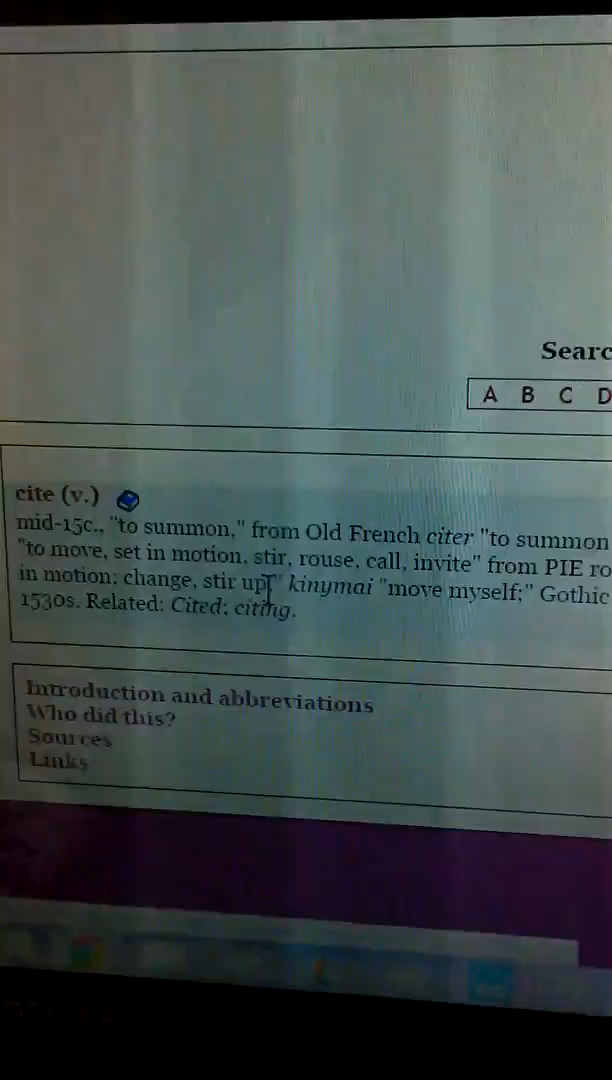 Searc
A B C D
cite (v.)
mid-15c., "to summon," from Old French citer "to summon
"to move, set in motion, stir, rouse, call, invite" from PIE ro
in motion; change, stir up;" kinymai "move myself;" Gothic
1530s. Related: Cited; citing.
Introduction and abbreviations
Who did this?
Sources
Links